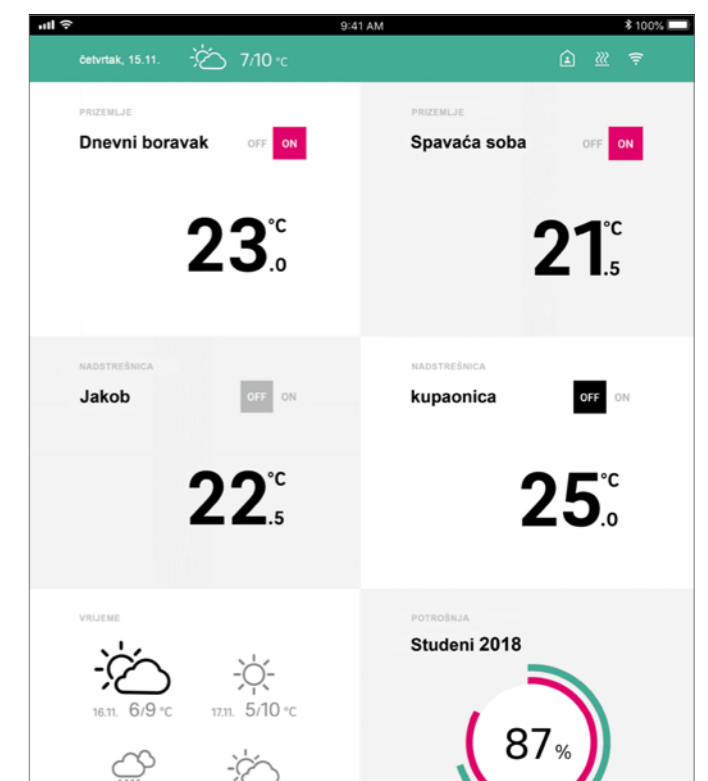 9:41 AM
100%
četvrtak, 15.11.
7/10 °C
PRIZEMLJE
Dnevni boravak
OFF ON
23.0 °C
PRIZEMLJE
Spavaća soba
OFF ON
21.5 °C
NADSTREŠNICA
Jakob
OFF ON
22.5 °C
NADSTREŠNICA
kupaonica
OFF ON
25.0 °C
VRIJEME
16.11. 6/9 °C
17.11. 5/10 °C
POTROŠNJA
Studeni 2018
87%